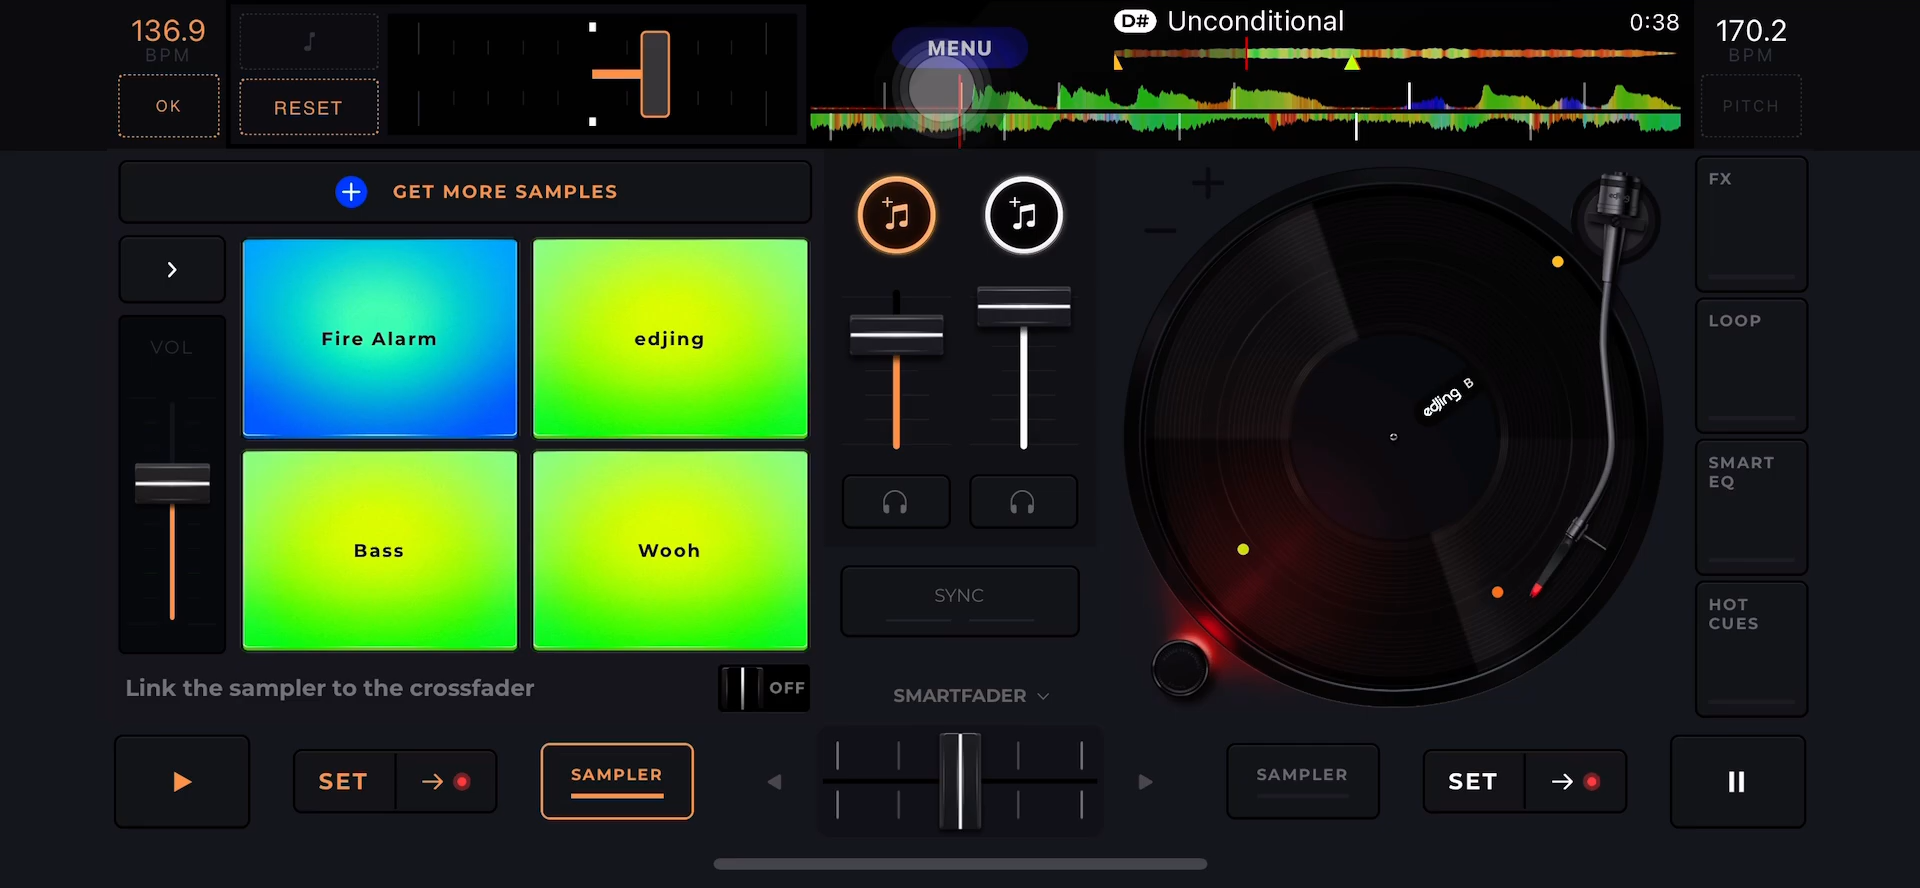 136.9
BPM
OK
RESET
MENU
D# Unconditional 0:38
170.2
BPM
PITCH
GET MORE SAMPLES
VOL
Fire Alarm
edjing
Bass
Wooh
Link the sampler to the crossfader
OFF
SYNC
SMARTFADER
edjing B
FX
LOOP
SMART
EQ
HOT
CUES
SET
SAMPLER
SAMPLER
SET